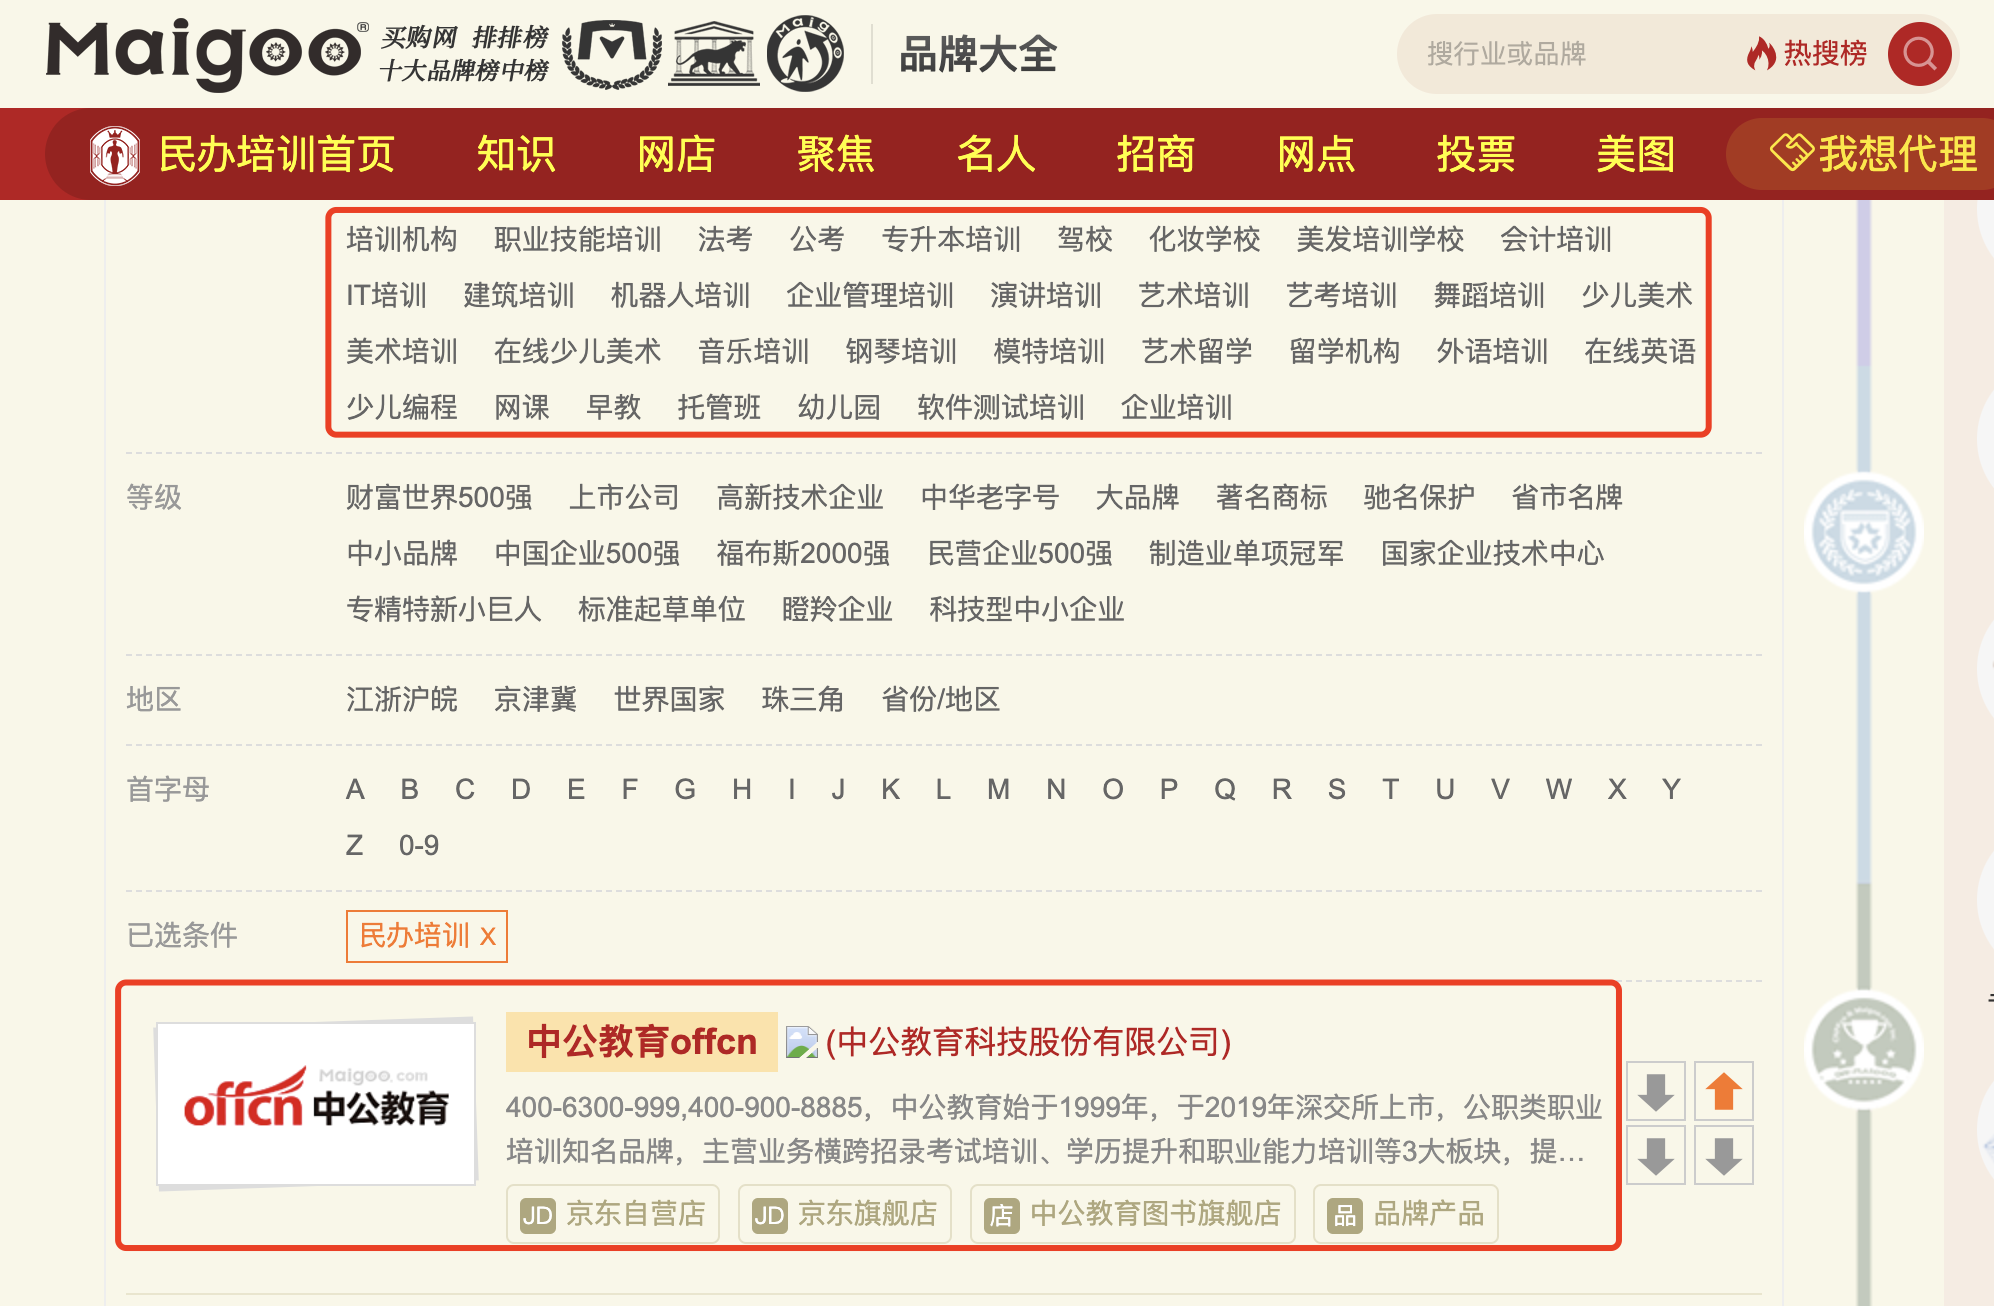 Maigoo®
买购网 排排榜
十大品牌榜中榜
Maigoo
品牌大全
搜行业或品牌
热搜榜
民办培训首页 知识 网店 聚焦 名人 招商 网点 投票 美图 我想代理
培训机构 职业技能培训 法考 公考 专升本培训 驾校 化妆学校 美发培训学校 会计培训
IT培训 建筑培训 机器人培训 企业管理培训 演讲培训 艺术培训 艺考培训 舞蹈培训 少儿美术
美术培训 在线少儿美术 音乐培训 钢琴培训 模特培训 艺术留学 留学机构 外语培训 在线英语
少儿编程 网课 早教 托管班 幼儿园 软件测试培训 企业培训
等级 财富世界500强 上市公司 高新技术企业 中华老字号 大品牌 著名商标 驰名保护 省市名牌
中小品牌 中国企业500强 福布斯2000强 民营企业500强 制造业单项冠军 国家企业技术中心
专精特新小巨人 标准起草单位 瞪羚企业 科技型中小企业
地区 江浙沪皖 京津冀 世界国家 珠三角 省份/地区
首字母 A B C D E F G H I J K L M N O P Q R S T U V W X Y
Z 0-9
已选条件 民办培训 X
Maigoo.com
offcn 中公教育
中公教育offcn (中公教育科技股份有限公司)
400-6300-999,400-900-8885，中公教育始于1999年，于2019年深交所上市，公职类职业
培训知名品牌，主营业务横跨招录考试培训、学历提升和职业能力培训等3大板块，提...
JD 京东自营店 JD 京东旗舰店 店 中公教育图书旗舰店 品 品牌产品